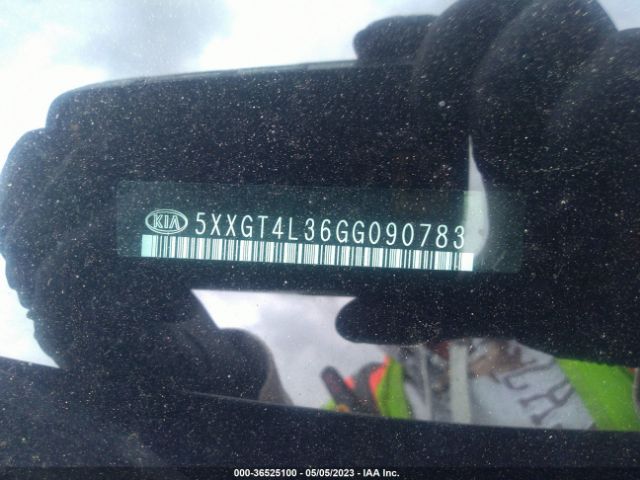 KIA 5XXGT4L36GG090783
000-36525100 - 05/05/2023 - IAA Inc.